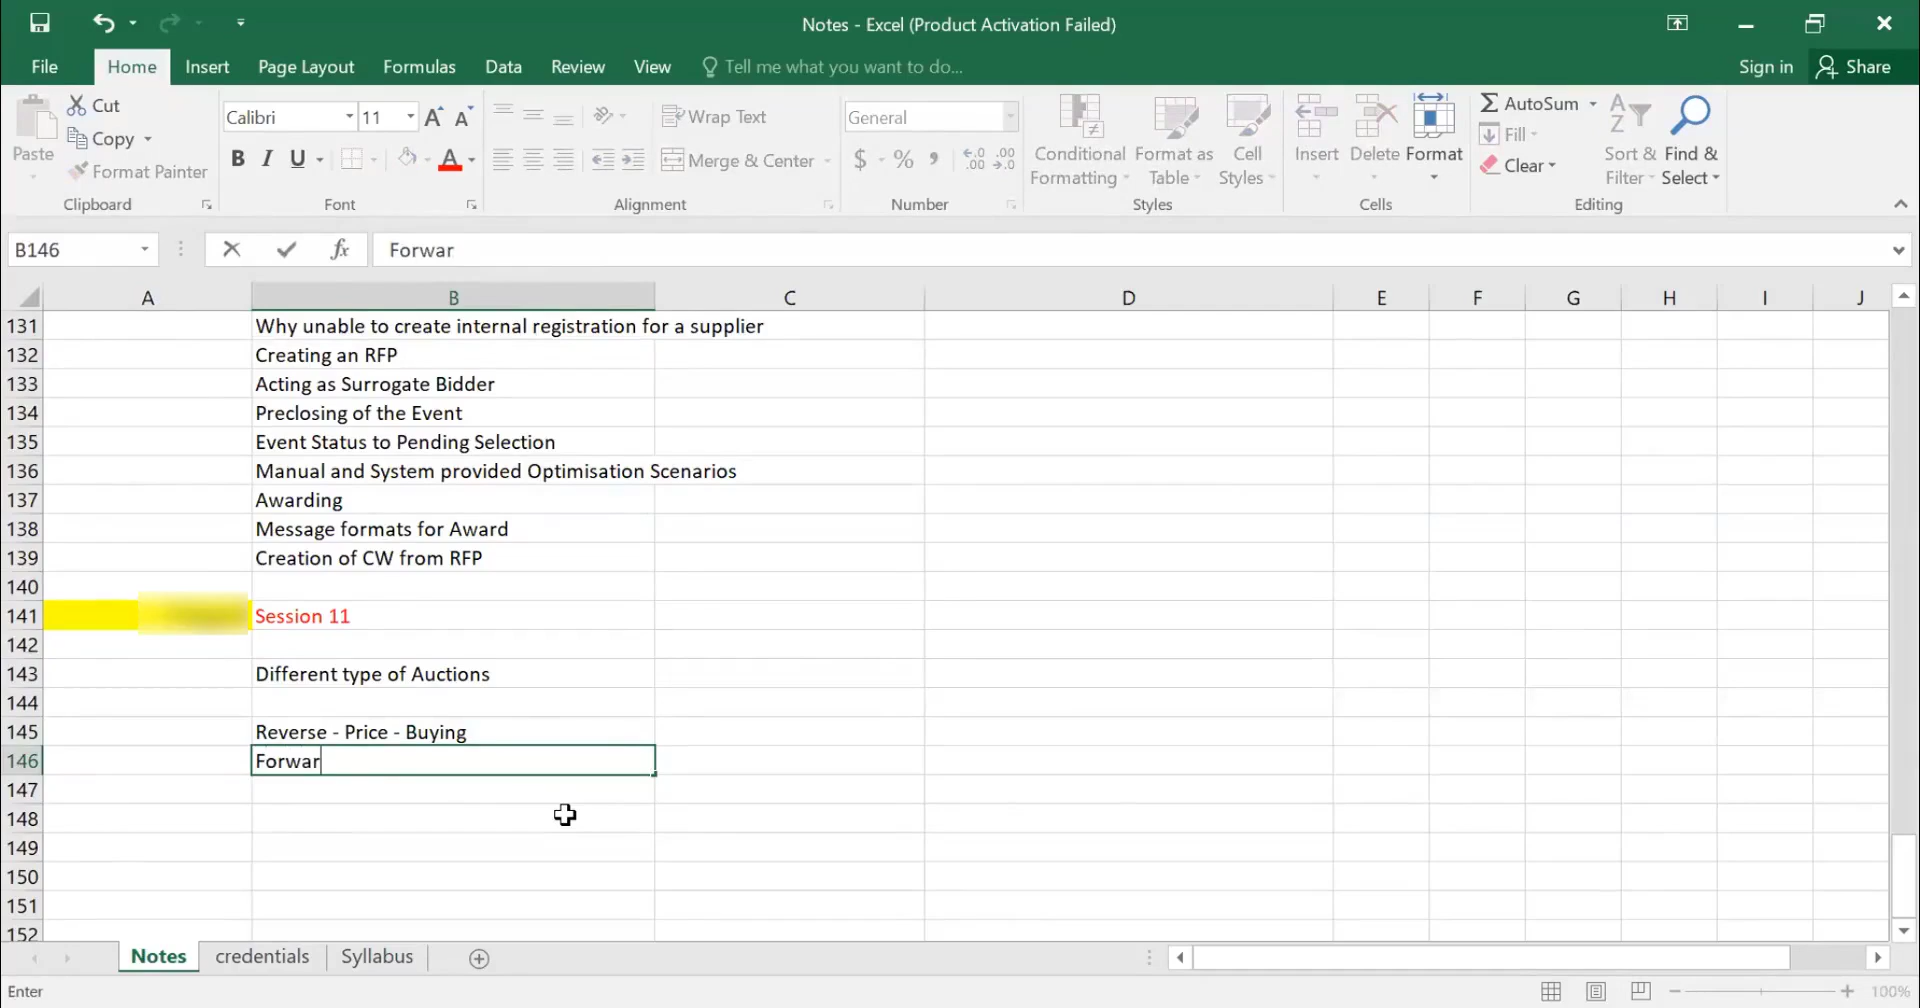 Notes - Excel (Product Activation Failed)
File Home Insert Page Layout Formulas Data Review View Tell me what you want to do... Sign in Share
Paste Cut Copy Format Painter Clipboard
Calibri 11 A A B I U A Font
Wrap Text Merge & Center Alignment
General $ % , .0 .00 .00 .0 Number
Conditional Formatting Format as Table Cell Styles Styles
Insert Delete Format Cells
AutoSum Fill Clear Sort & Filter Find & Select Editing
B146 fx Forwar
A B C D E F G H I J
131 Why unable to create internal registration for a supplier
132 Creating an RFP
133 Acting as Surrogate Bidder
134 Preclosing of the Event
135 Event Status to Pending Selection
136 Manual and System provided Optimisation Scenarios
137 Awarding
138 Message formats for Award
139 Creation of CW from RFP
140
141 Session 11
142
143 Different type of Auctions
144
145 Reverse - Price - Buying
146 Forwar
147
148
149
150
151
152
Notes credentials Syllabus
Enter 100%